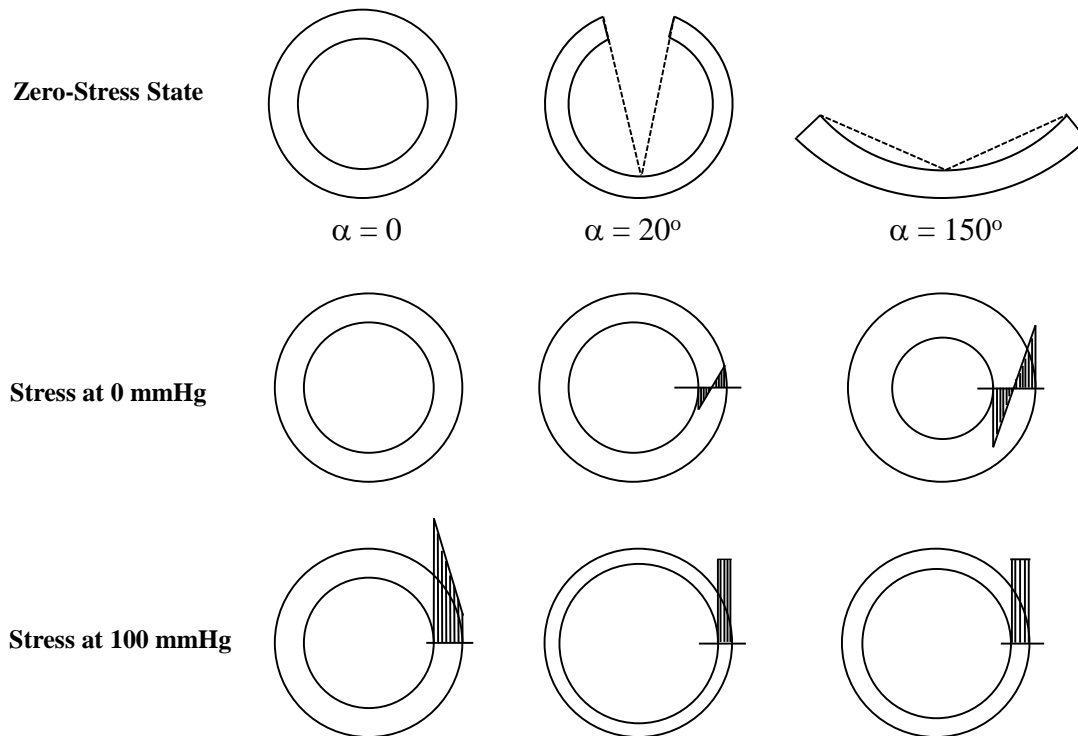 Zero-Stress State
α = 0
α = 20°
α = 150°
Stress at 0 mmHg
Stress at 100 mmHg